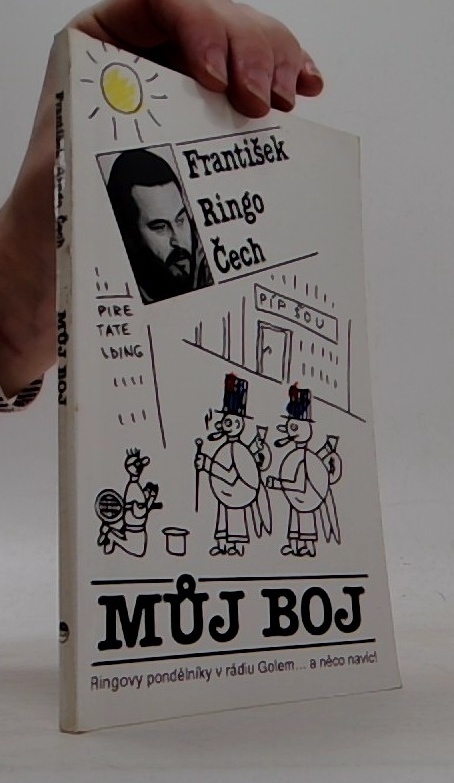 František
Ringo
Čech
PIRE
TATE
LDING
PÍP ŠOU
MŮJ BOJ
Ringovy pondělníky v rádiu Golem... a něco navíc!
František Ringo Čech MŮJ BOJ